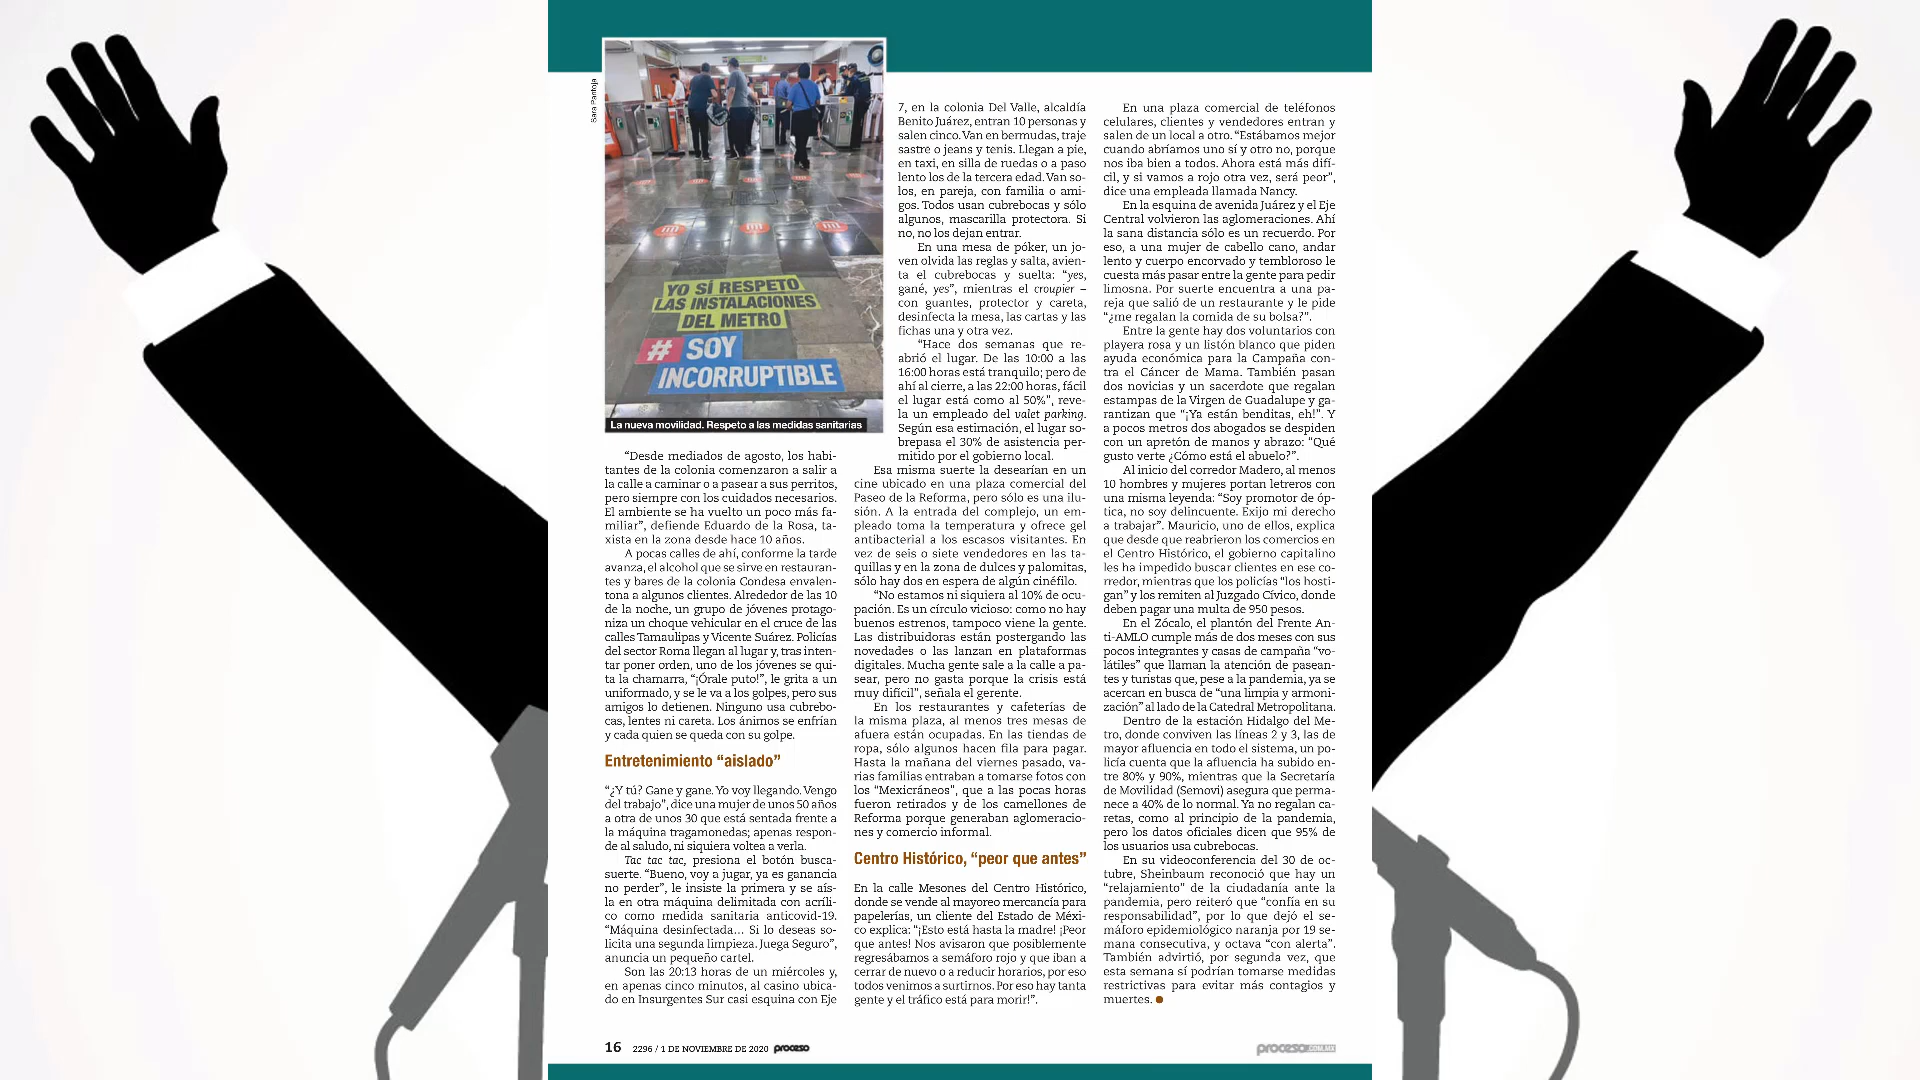 Sara Pantoja
YO SÍ RESPETO
LAS INSTALACIONES
DEL METRO
# SOY
INCORRUPTIBLE
La nueva movilidad. Respeto a las medidas sanitarias
“Desde mediados de agosto, los habi-
tantes de la colonia comenzaron a salir a
la calle a caminar o a pasear a sus perritos,
pero siempre con los cuidados necesarios.
El ambiente se ha vuelto un poco más fa-
miliar”, defiende Eduardo de la Rosa, ta-
xista en la zona desde hace 10 años.
A pocas calles de ahí, conforme la tarde
avanza, el alcohol que se sirve en restauran-
tes y bares de la colonia Condesa envalen-
tona a algunos clientes. Alrededor de las 10
de la noche, un grupo de jóvenes protago-
niza un choque vehicular en el cruce de las
calles Tamaulipas y Vicente Suárez. Policías
del sector Roma llegan al lugar y, tras inten-
tar poner orden, uno de los jóvenes se qui-
ta la chamarra, “¡Órale puto!”, le grita a un
uniformado, y se le va a los golpes, pero sus
amigos lo detienen. Ninguno usa cubrebo-
cas, lentes ni careta. Los ánimos se enfrían
y cada quien se queda con su golpe.
Entretenimiento “aislado”
“¿Y tú? Gane y gane. Yo voy llegando. Vengo
del trabajo”, dice una mujer de unos 50 años
a otra de unos 30 que está sentada frente a
la máquina tragamonedas; apenas respon-
de al saludo, ni siquiera voltea a verla.
Tac tac tac, presiona el botón busca-
suerte. “Bueno, voy a jugar, ya es ganancia
no perder”, le insiste la primera y se aís-
la en otra máquina delimitada con acríli-
co como medida sanitaria anticovid-19.
“Máquina desinfectada... Si lo deseas so-
licita una segunda limpieza. Juega Seguro”,
anuncia un pequeño cartel.
Son las 20:13 horas de un miércoles y,
en apenas cinco minutos, al casino ubica-
do en Insurgentes Sur casi esquina con Eje
7, en la colonia Del Valle, alcaldía
Benito Juárez, entran 10 personas y
salen cinco. Van en bermudas, traje
sastre o jeans y tenis. Llegan a pie,
en taxi, en silla de ruedas o a paso
lento los de la tercera edad. Van so-
los, en pareja, con familia o ami-
gos. Todos usan cubrebocas y sólo
algunos, mascarilla protectora. Si
no, no los dejan entrar.
En una mesa de póker, un jo-
ven olvida las reglas y salta, avien-
ta el cubrebocas y suelta: “yes,
gané, yes”, mientras el croupier –
con guantes, protector y careta,
desinfecta la mesa, las cartas y las
fichas una y otra vez.
“Hace dos semanas que re-
abrió el lugar. De las 10:00 a las
16:00 horas está tranquilo; pero de
ahí al cierre, a las 22:00 horas, fácil
el lugar está como al 50%”, reve-
la un empleado del valet parking.
Según esa estimación, el lugar so-
brepasa el 30% de asistencia per-
mitido por el gobierno local.
Esa misma suerte la desearían en un
cine ubicado en una plaza comercial del
Paseo de la Reforma, pero sólo es una ilu-
sión. A la entrada del complejo, un em-
pleado toma la temperatura y ofrece gel
antibacterial a los escasos visitantes. En
vez de seis o siete vendedores en las ta-
quillas y en la zona de dulces y palomitas,
sólo hay dos en espera de algún cinéfilo.
“No estamos ni siquiera al 10% de ocu-
pación. Es un círculo vicioso: como no hay
buenos estrenos, tampoco viene la gente.
Las distribuidoras están postergando las
novedades o las lanzan en plataformas
digitales. Mucha gente sale a la calle a pa-
sear, pero no gasta porque la crisis está
muy difícil”, señala el gerente.
En los restaurantes y cafeterías de
la misma plaza, al menos tres mesas de
afuera están ocupadas. En las tiendas de
ropa, sólo algunos hacen fila para pagar.
Hasta la mañana del viernes pasado, va-
rias familias entraban a tomarse fotos con
los “Mexicráneos”, que a las pocas horas
fueron retirados y de los camellones de
Reforma porque generaban aglomeracio-
nes y comercio informal.
Centro Histórico, “peor que antes”
En la calle Mesones del Centro Histórico,
donde se vende al mayoreo mercancía para
papelerías, un cliente del Estado de Méxi-
co explica: “¡Esto está hasta la madre! ¡Peor
que antes! Nos avisaron que posiblemente
regresábamos a semáforo rojo y que iban a
cerrar de nuevo o a reducir horarios, por eso
todos venimos a surtirnos. Por eso hay tanta
gente y el tráfico está para morir!”.
En una plaza comercial de teléfonos
celulares, clientes y vendedores entran y
salen de un local a otro. “Estábamos mejor
cuando abríamos uno sí y otro no, porque
nos iba bien a todos. Ahora está más difí-
cil, y si vamos a rojo otra vez, será peor”,
dice una empleada llamada Nancy.
En la esquina de avenida Juárez y el Eje
Central volvieron las aglomeraciones. Ahí
la sana distancia sólo es un recuerdo. Por
eso, a una mujer de cabello cano, andar
lento y cuerpo encorvado y tembloroso le
cuesta más pasar entre la gente para pedir
limosna. Por suerte encuentra a una pa-
reja que salió de un restaurante y le pide
“¿me regalan la comida de su bolsa?”.
Entre la gente hay dos voluntarios con
playera rosa y un listón blanco que piden
ayuda económica para la Campaña con-
tra el Cáncer de Mama. También pasan
dos novicias y un sacerdote que regalan
estampas de la Virgen de Guadalupe y ga-
rantizan que “¡Ya están benditas, eh!”. Y
a pocos metros dos abogados se despiden
con un apretón de manos y abrazo: “Qué
gusto verte ¿Cómo está el abuelo?”.
Al inicio del corredor Madero, al menos
10 hombres y mujeres portan letreros con
una misma leyenda: “Soy promotor de óp-
tica, no soy delincuente. Exijo mi derecho
a trabajar”. Mauricio, uno de ellos, explica
que desde que reabrieron los comercios en
el Centro Histórico, el gobierno capitalino
les ha impedido buscar clientes en ese co-
rredor, mientras que los policías “los hosti-
gan” y los remiten al Juzgado Cívico, donde
deben pagar una multa de 950 pesos.
En el Zócalo, el plantón del Frente An-
ti-AMLO cumple más de dos meses con sus
pocos integrantes y casas de campaña “vo-
látiles” que llaman la atención de pasean-
tes y turistas que, pese a la pandemia, ya se
acercan en busca de “una limpia y armoni-
zación” al lado de la Catedral Metropolitana.
Dentro de la estación Hidalgo del Me-
tro, donde conviven las líneas 2 y 3, las de
mayor afluencia en todo el sistema, un po-
licía cuenta que la afluencia ha subido en-
tre 80% y 90%, mientras que la Secretaría
de Movilidad (Semovi) asegura que perma-
nece a 40% de lo normal. Ya no regalan ca-
retas, como al principio de la pandemia,
pero los datos oficiales dicen que 95% de
los usuarios usa cubrebocas.
En su videoconferencia del 30 de oc-
tubre, Sheinbaum reconoció que hay un
“relajamiento” de la ciudadanía ante la
pandemia, pero reiteró que “confía en su
responsabilidad”, por lo que dejó el se-
máforo epidemiológico naranja por 19 se-
mana consecutiva, y octava “con alerta”.
También advirtió, por segunda vez, que
esta semana sí podrían tomarse medidas
restrictivas para evitar más contagios y
muertes.
16 2296 / 1 DE NOVIEMBRE DE 2020 proceso
proceso.COM.MX